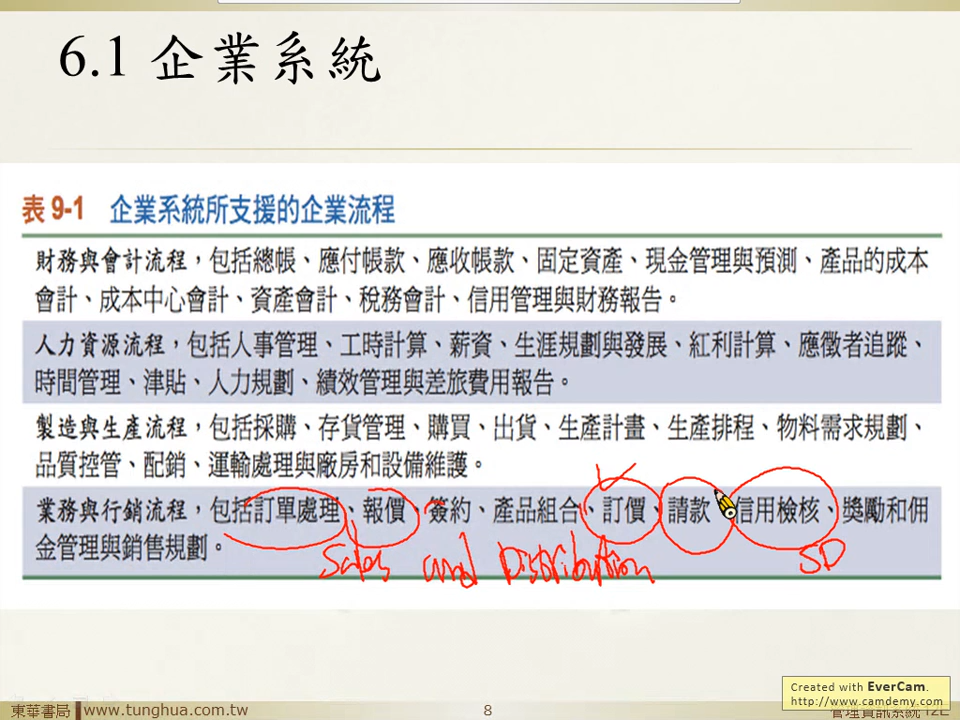 6.1 企業系統
表 9-1 企業系統所支援的企業流程
財務與會計流程，包括總帳、應付帳款、應收帳款、固定資產、現金管理與預測、產品的成本
會計、成本中心會計、資產會計、稅務會計、信用管理與財務報告。
人力資源流程，包括人事管理、工時計算、薪資、生涯規劃與發展、紅利計算、應徵者追蹤、
時間管理、津貼、人力規劃、績效管理與差旅費用報告。
製造與生產流程，包括採購、存貨管理、購買、出貨、生產計畫、生產排程、物料需求規劃、
品質控管、配銷、運輸處理與廠房和設備維護。
業務與行銷流程，包括訂單處理、報價、簽約、產品組合、訂價、請款、信用檢核、獎勵和佣
金管理與銷售規劃。
Sales and Distribution SD
Created with EverCam.
http://www.camdemy.com
東華書局 www.tunghua.com.tw 8 管理資訊系統 12E